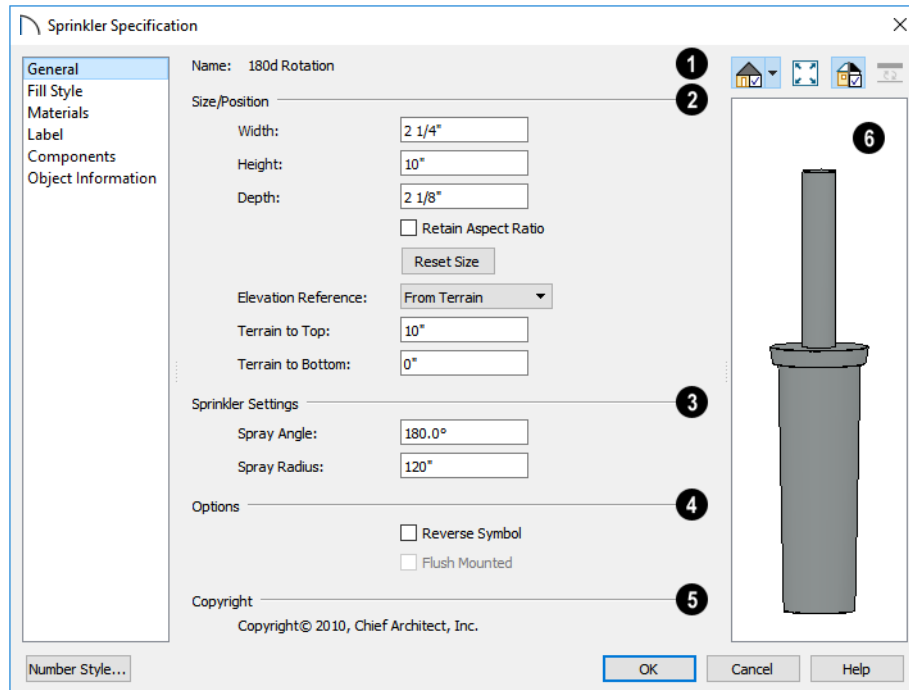 Sprinkler Specification
General
Fill Style
Materials
Label
Components
Object Information
Name: 180d Rotation
1
Size/Position
2
Width: 2 1/4"
Height: 10"
Depth: 2 1/8"
Retain Aspect Ratio
Reset Size
Elevation Reference: From Terrain
Terrain to Top: 10"
Terrain to Bottom: 0"
Sprinkler Settings
3
Spray Angle: 180.0°
Spray Radius: 120"
Options
4
Reverse Symbol
Flush Mounted
Copyright
5
Copyright© 2010, Chief Architect, Inc.
6
Number Style...
OK
Cancel
Help